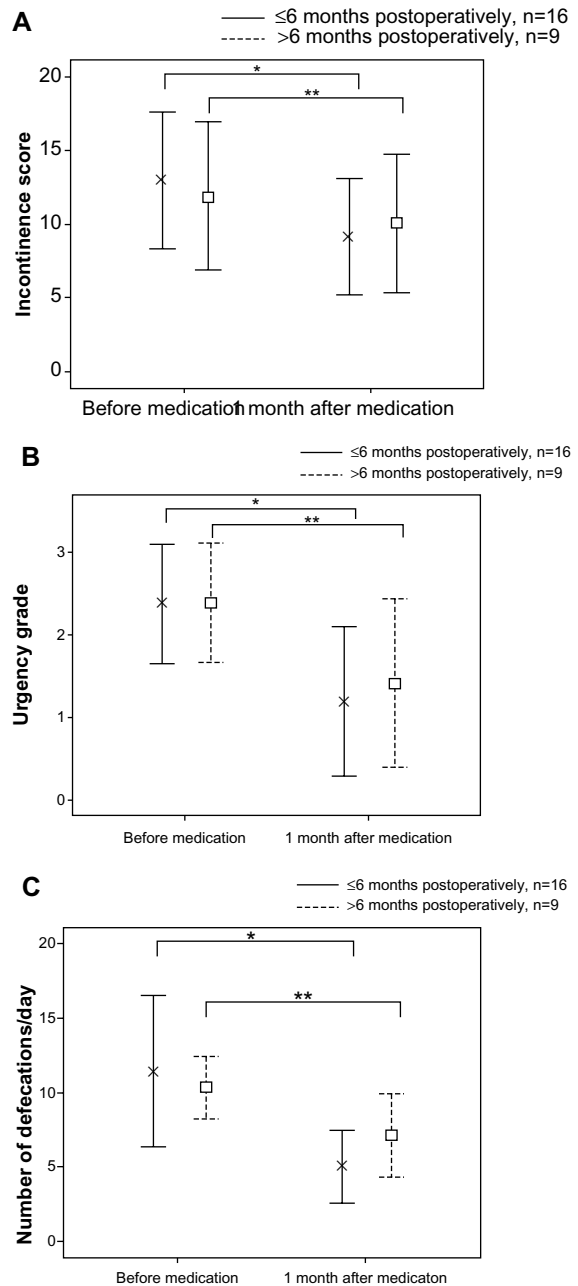 A
≤6 months postoperatively, n=16
>6 months postoperatively, n=9
20
15
10
5
0
Incontinence score
*
**
Before medication
1 month after medication
B
≤6 months postoperatively, n=16
>6 months postoperatively, n=9
3
2
1
0
Urgency grade
*
**
Before medication
1 month after medication
C
≤6 months postoperatively, n=16
>6 months postoperatively, n=9
20
15
10
5
0
Number of defecations/day
*
**
Before medication
1 month after medicaton